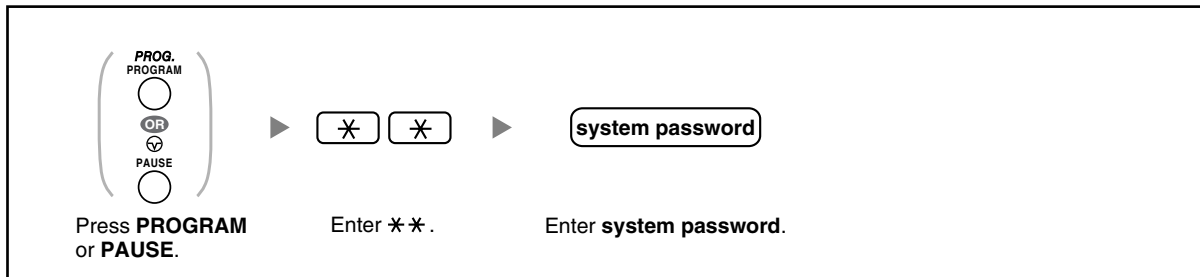 PROG.
PROGRAM
OR
PAUSE
✳ ✳
system password
Press PROGRAM
or PAUSE.
Enter ✳✳.
Enter system password.